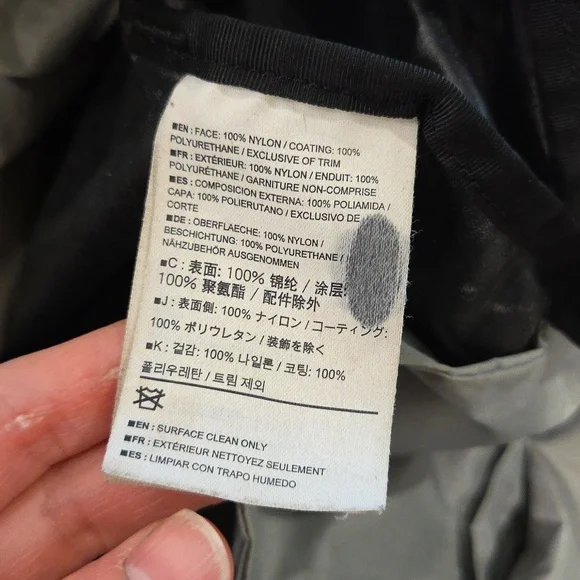 ■EN : FACE: 100% NYLON / COATING: 100%
POLYURETHANE / EXCLUSIVE OF TRIM
■FR : EXTÉRIEUR: 100% NYLON / ENDUIT: 100%
POLYURÉTHANE / GARNITURE NON-COMPRISE
■ES : COMPOSICION EXTERNA: 100% POLIAMIDA /
CAPA: 100% POLIERUTANO / EXCLUSIVO DE
CORTE
■DE : OBERFLAECHE: 100% NYLON /
BESCHICHTUNG: 100% POLYURETHANE /
NÄHZUBEHÖR AUSGENOMMEN
■C : 表面: 100% 锦纶 / 涂层:
100% 聚氨酯 / 配件除外
■J : 表面側: 100% ナイロン / コーティング:
100% ポリウレタン / 装飾を除く
■K : 겉감: 100% 나일론 / 코팅: 100%
폴리우레탄 / 트림 제외
■EN : SURFACE CLEAN ONLY
■FR : EXTÉRIEUR NETTOYEZ SEULEMENT
■ES : LIMPIAR CON TRAPO HUMEDO